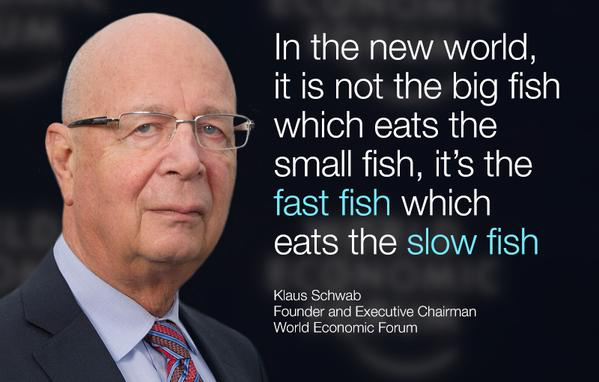 In the new world,
it is not the big fish
which eats the
small fish, it’s the
fast fish which
eats the slow fish
Klaus Schwab
Founder and Executive Chairman
World Economic Forum